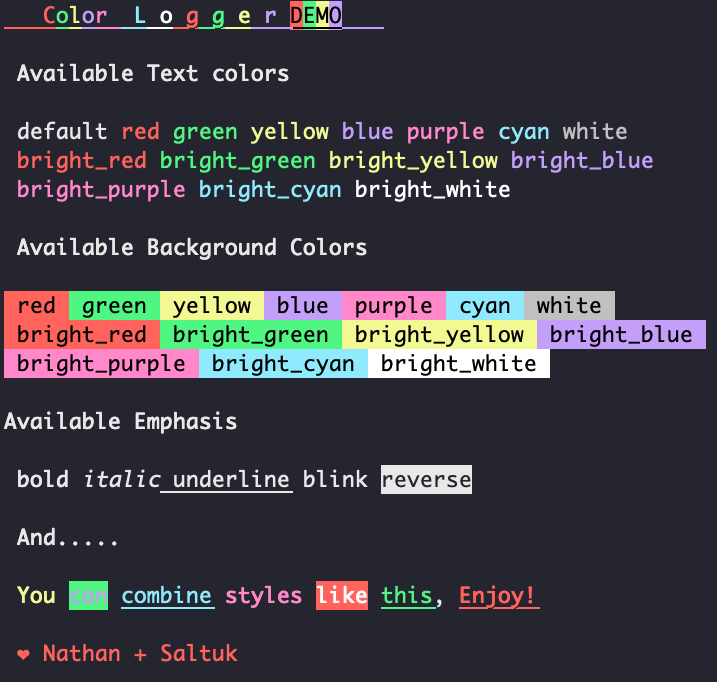 Color Logger DEMO
Available Text colors
default red green yellow blue purple cyan white
bright_red bright_green bright_yellow bright_blue
bright_purple bright_cyan bright_white
Available Background Colors
red green yellow blue purple cyan white
bright_red bright_green bright_yellow bright_blue
bright_purple bright_cyan bright_white
Available Emphasis
bold italic underline blink reverse
And.....
You can combine styles like this, Enjoy!
❤ Nathan + Saltuk